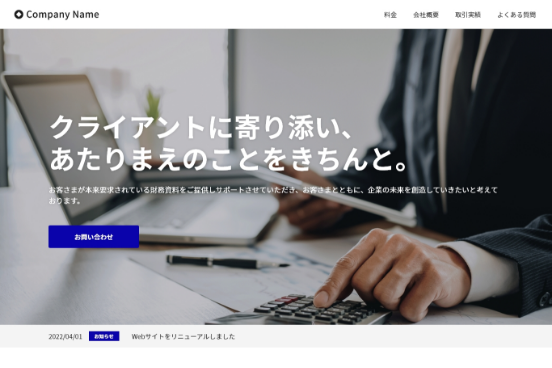 Company Name
料金 会社概要 取引実績 よくある質問
クライアントに寄り添い、
あたりまえのことをきちんと。
お客さまが本来要求されている財務資料をご提供しサポートさせていただき、お客さまとともに、企業の未来を創造していきたいと考えて
おります。
お問い合わせ
2022/04/01 お知らせ Webサイトをリニューアルしました